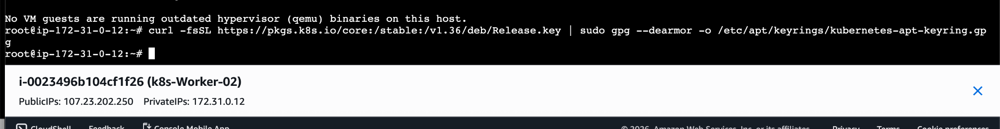 No VM guests are running outdated hypervisor (qemu) binaries on this host.
root@ip-172-31-0-12:~# curl -fsSL https://pkgs.k8s.io/core:/stable:/v1.36/deb/Release.key | sudo gpg --dearmor -o /etc/apt/keyrings/kubernetes-apt-keyring.gp
g
root@ip-172-31-0-12:~#
i-0023496b104cf1f26 (k8s-Worker-02)
PublicIPs: 107.23.202.250 PrivateIPs: 172.31.0.12
CloudShell Feedback Console Mobile App © 2026, Amazon Web Services, Inc. or its affiliates. Privacy Terms Cookie preferences